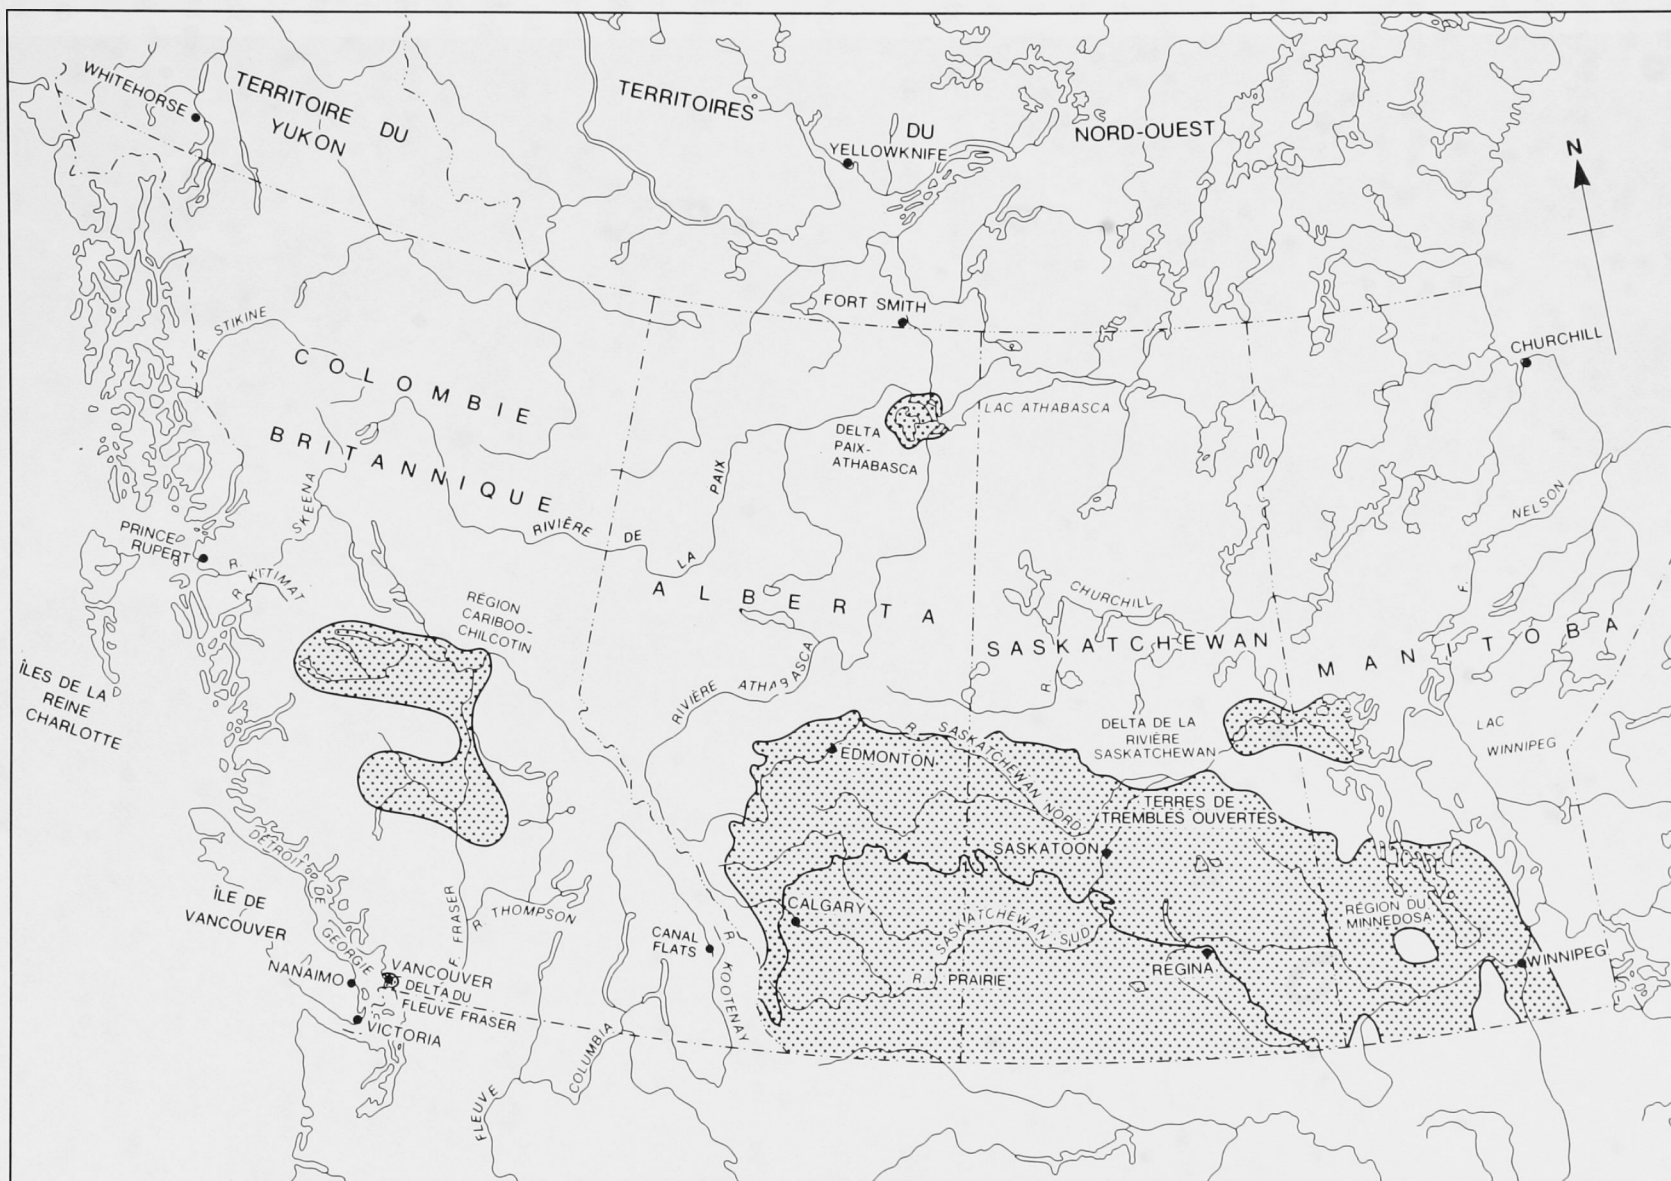 WHITEHORSE
TERRITOIRE DU
YUKON
TERRITOIRES
DU
NORD-OUEST
YELLOWKNIFE
N
FORT SMITH
CHURCHILL
R STIKINE
COLOMBIE
BRITANNIQUE
LAC ATHABASCA
DELTA
PAIX-
ATHABASCA
RIVIÈRE DE LA PAIX
NELSON
F.
PRINCE
RUPERT
R SKEENA
R KITIMAT
RÉGION
CARIBOO-
CHILCOTIN
ALBERTA
CHURCHILL
R
SASKATCHEWAN
MANITOBA
ÎLES DE LA
REINE
CHARLOTTE
RIVIÈRE ATHABASCA
DELTA DE LA
RIVIÈRE
SASKATCHEWAN
LAC
WINNIPEG
R. SASKATCHEWAN NORD
EDMONTON
TERRES DE
TREMBLES OUVERTES
SASKATOON
DÉTROIT DE GÉORGIE
ÎLE DE
VANCOUVER
F. FRASER
R THOMPSON
CANAL
FLATS
R KOOTENAY
CALGARY
R SASKATCHEWAN SUD
PRAIRIE
REGINA
RÉGION DU
MINNEDOSA
WINNIPEG
NANAIMO
VANCOUVER
DELTA DU
FLEUVE FRASER
VICTORIA
FLEUVE COLUMBIA